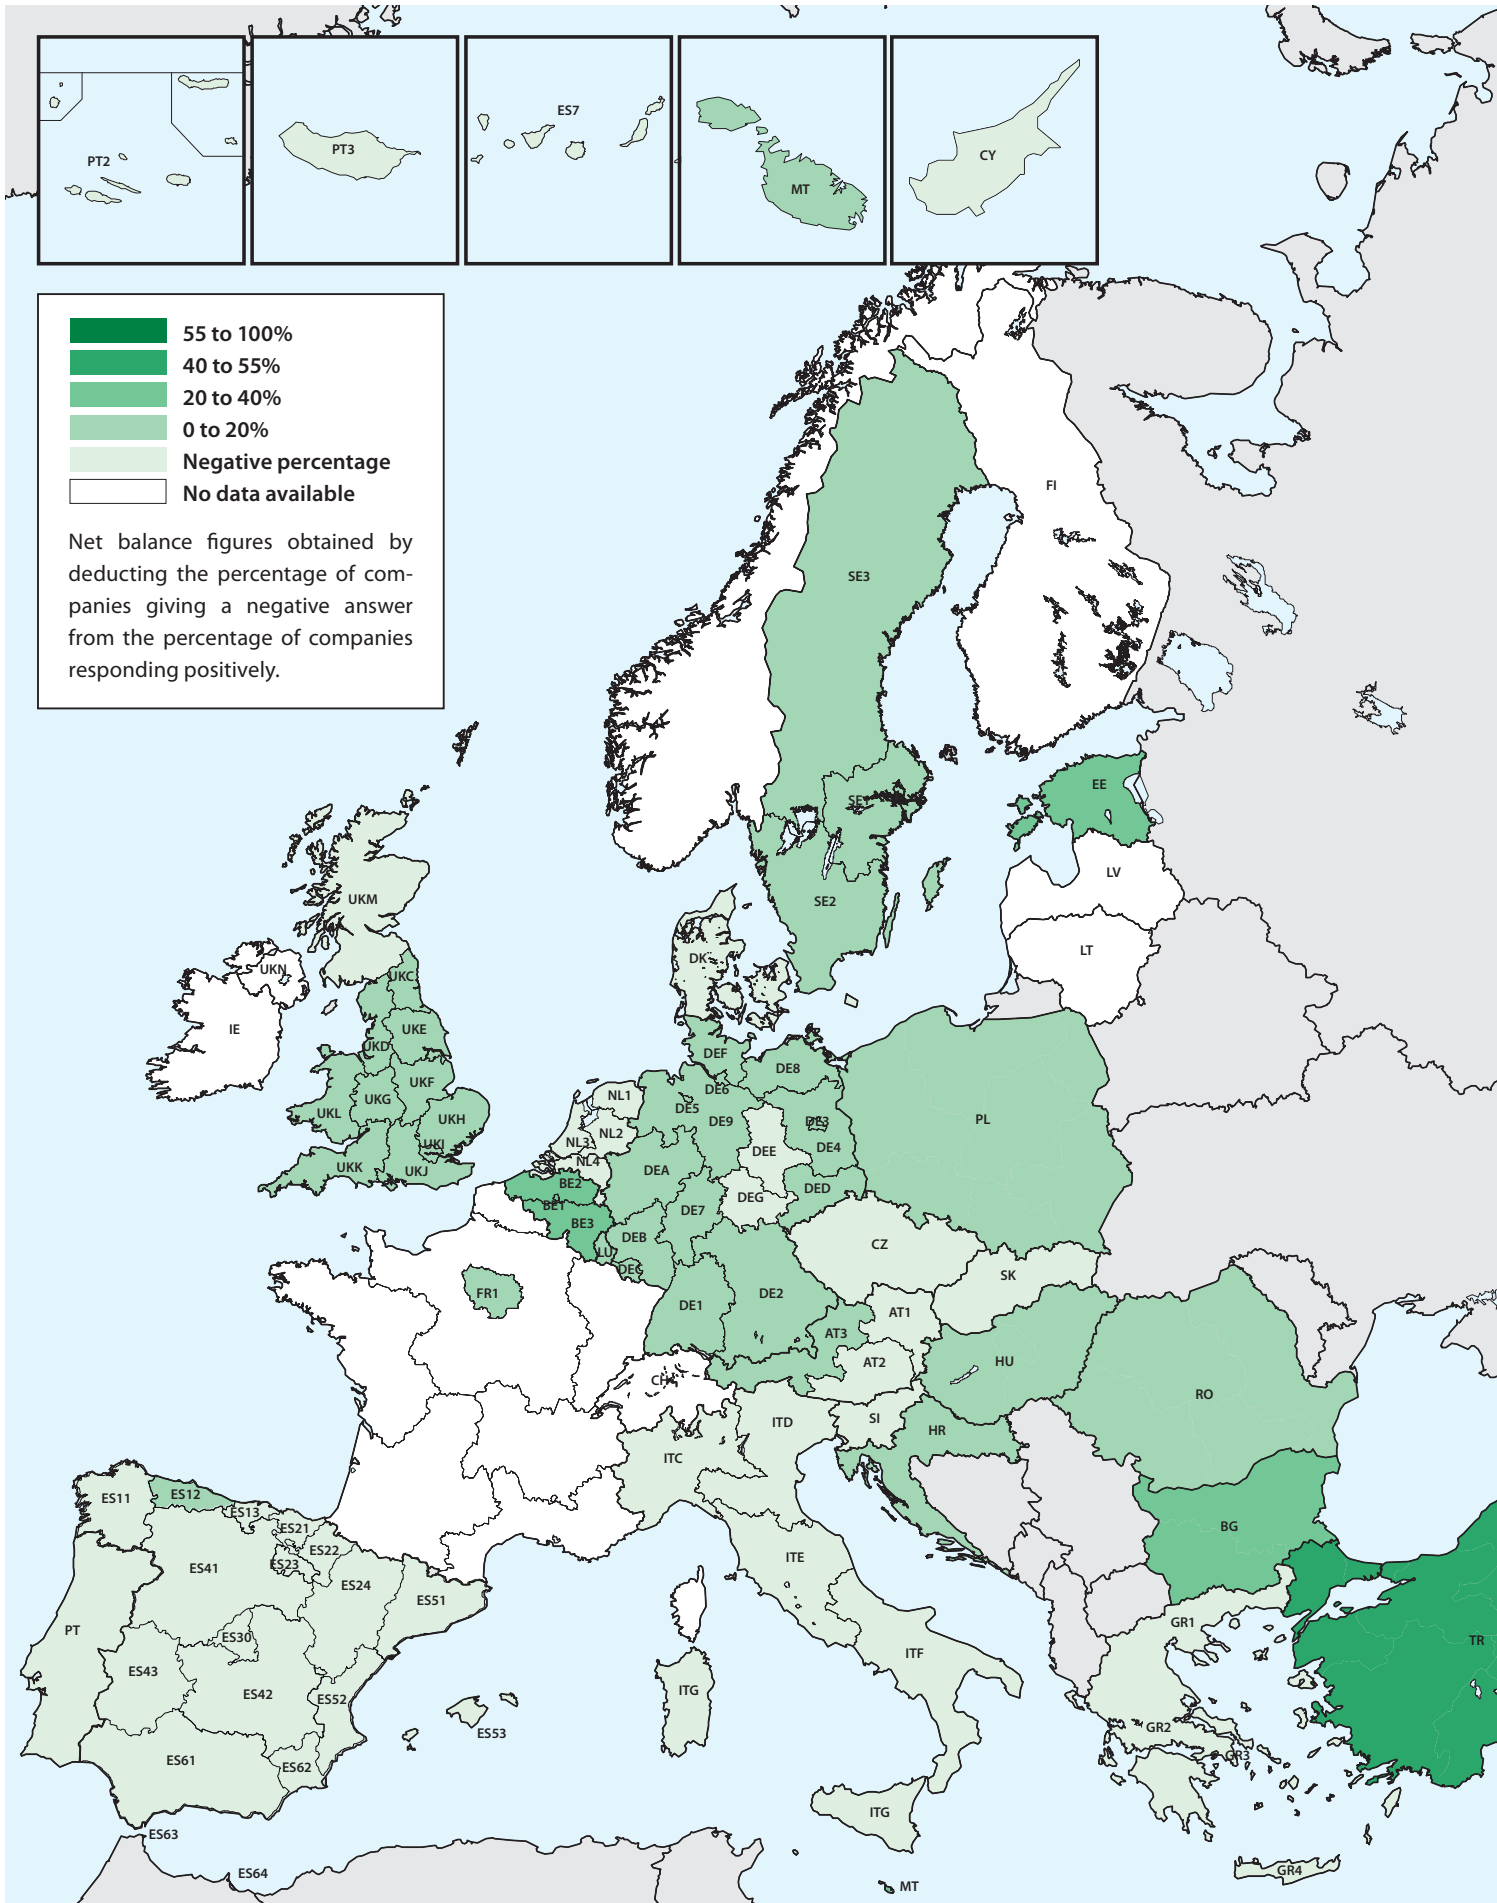 PT2
PT3
ES7
MT
CY
55 to 100%
40 to 55%
20 to 40%
0 to 20%
Negative percentage
No data available
Net balance figures obtained by
deducting the percentage of com-
panies giving a negative answer
from the percentage of companies
responding positively.
FI
SE3
EE
SE1
LV
UKM
SE2
LT
DK
UKN
UKC
IE
UKE
UKD
DEF
DE8
UKF
DE6
NL1
UKG
DE5
UKL
UKH
DE9
DE3
PL
NL2
NL3
UKI
DE4
DEE
NL4
UKK
UKJ
DEA
BE2
DED
DEG
BE1
DE7
BE3
DEB
CZ
LU
DEC
SK
FR1
DE2
DE1
AT1
AT3
AT2
HU
CH
RO
ITD
SI
HR
ITC
ES12
ES11
ES13
ES21
BG
ES22
ITE
ES23
ES41
ES24
ES51
GR1
PT
ES30
TR
ITF
ES43
ITG
ES42
ES52
GR2
ES53
GR3
ES61
ES62
ITG
ES63
GR4
ES64
MT